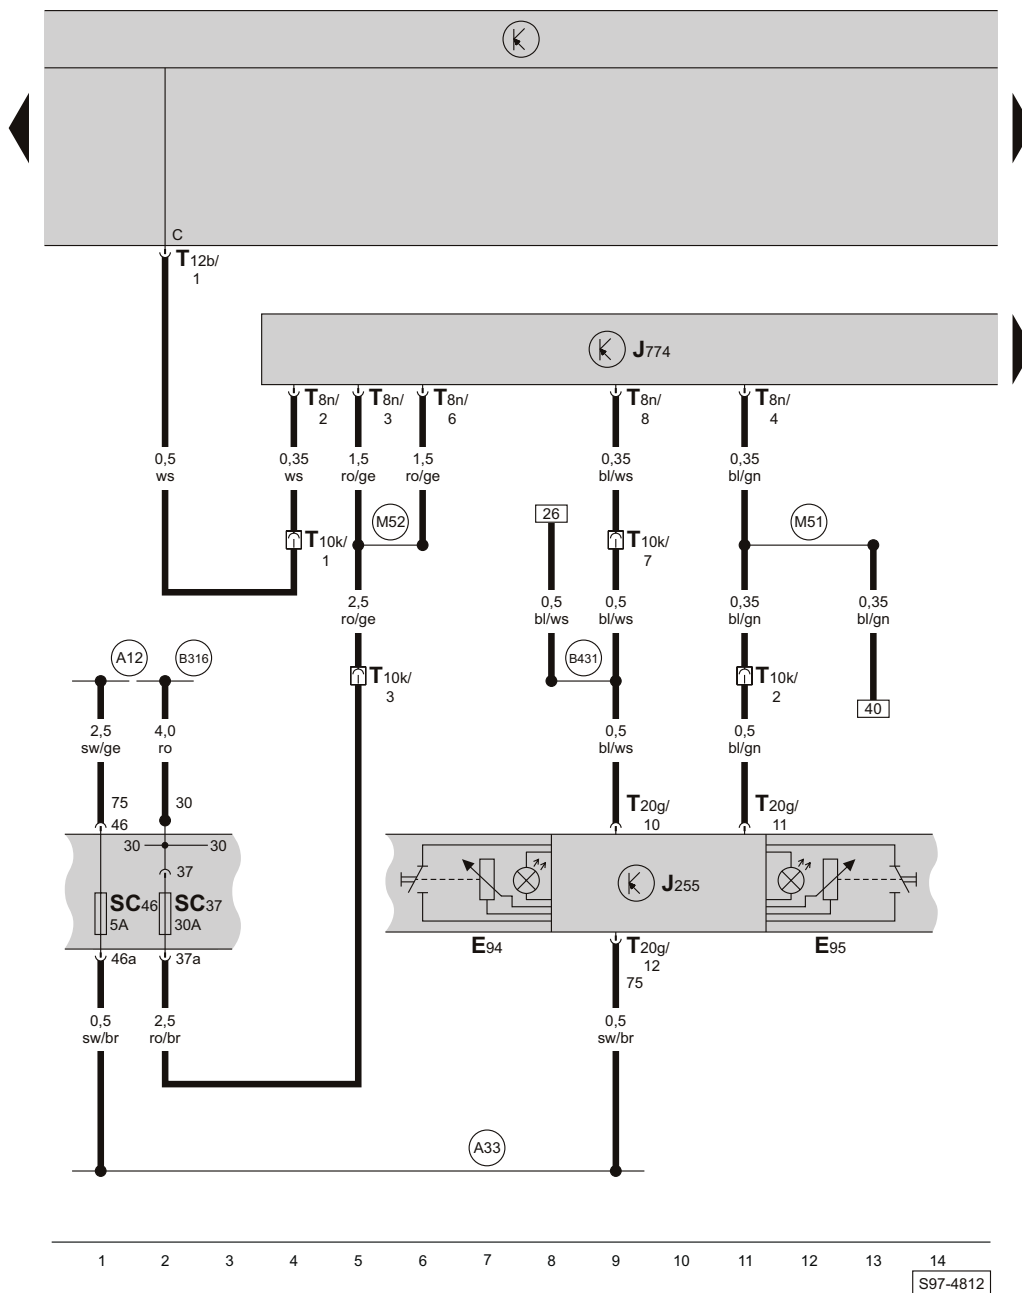 C
T12b/
1
J774
T8n/ T8n/ T8n/ T8n/ T8n/
2 3 6 8 4
0,5 0,35 1,5 1,5 0,35 0,35
ws ws ro/ge ro/ge bl/ws bl/gn
M52 26 M51
T10k/ T10k/
1 7
2,5 0,5 0,5 0,35 0,35
ro/ge bl/ws bl/ws bl/gn bl/gn
A12 B316 B431
T10k/ T10k/
3 2
40
2,5 4,0 0,5 0,5
sw/ge ro bl/ws bl/gn
75 30 T20g/ T20g/
46 10 11
30 30
37
SC46 SC37 J255
5A 30A
E94 E95
46a 37a T20g/
12
75
0,5 2,5 0,5
sw/br ro/br sw/br
A33
1 2 3 4 5 6 7 8 9 10 11 12 13 14
S97-4812